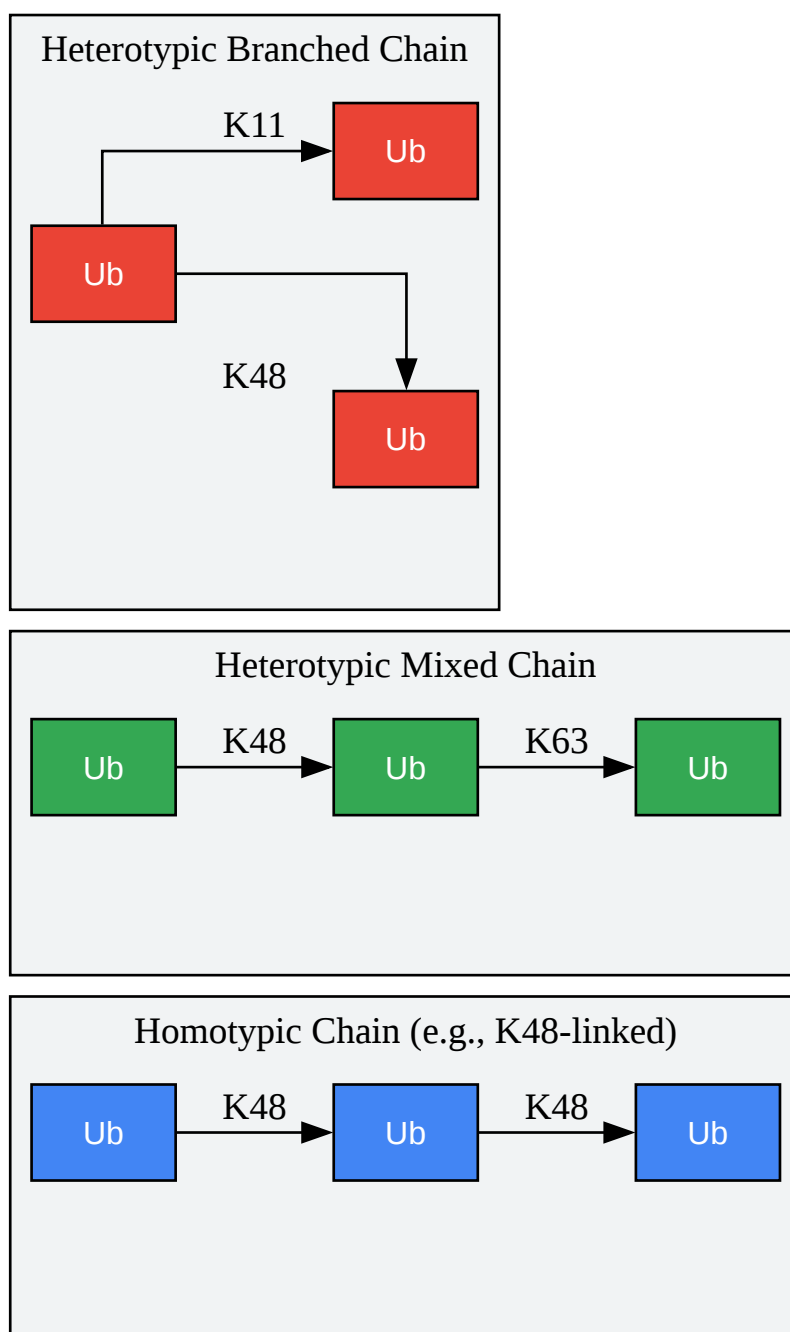 Heterotypic Branched Chain
K11
Ub
Ub
K48
Ub
Heterotypic Mixed Chain
Ub
K48
Ub
K63
Ub
Homotypic Chain (e.g., K48-linked)
Ub
K48
Ub
K48
Ub